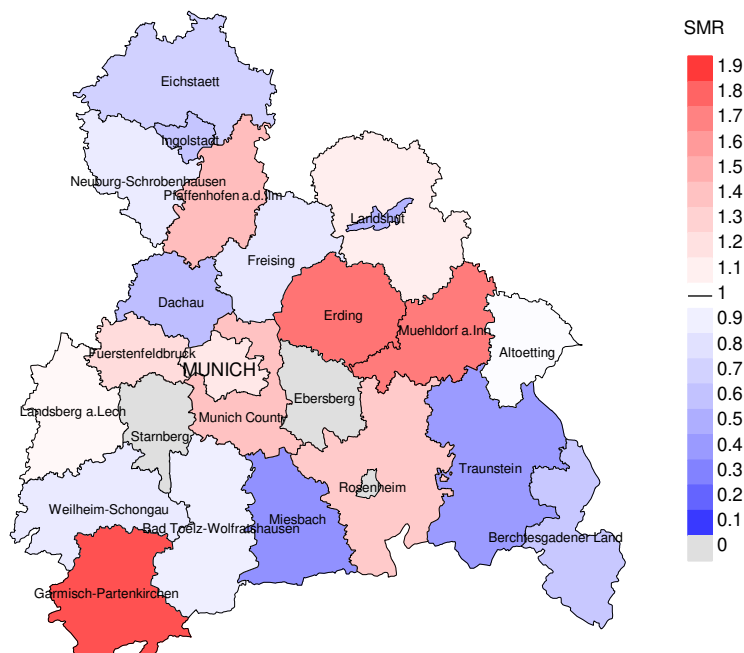 SMR
1.9
1.8
1.7
1.6
1.5
1.4
1.3
1.2
1.1
1
0.9
0.8
0.7
0.6
0.5
0.4
0.3
0.2
0.1
0
Eichstaett
Ingolstadt
Neuburg-Schrobenhausen
Pfaffenhofen a.d.Ilm
Landshut
Freising
Dachau
Erding
Muehldorf a.Inn
Altoetting
Fuerstenfeldbruck
MUNICH
Ebersberg
Landsberg a.Lech
Munich County
Starnberg
Traunstein
Rosenheim
Weilheim-Schongau
Miesbach
Bad Toelz-Wolfratshausen
Berchtesgadener Land
Garmisch-Partenkirchen